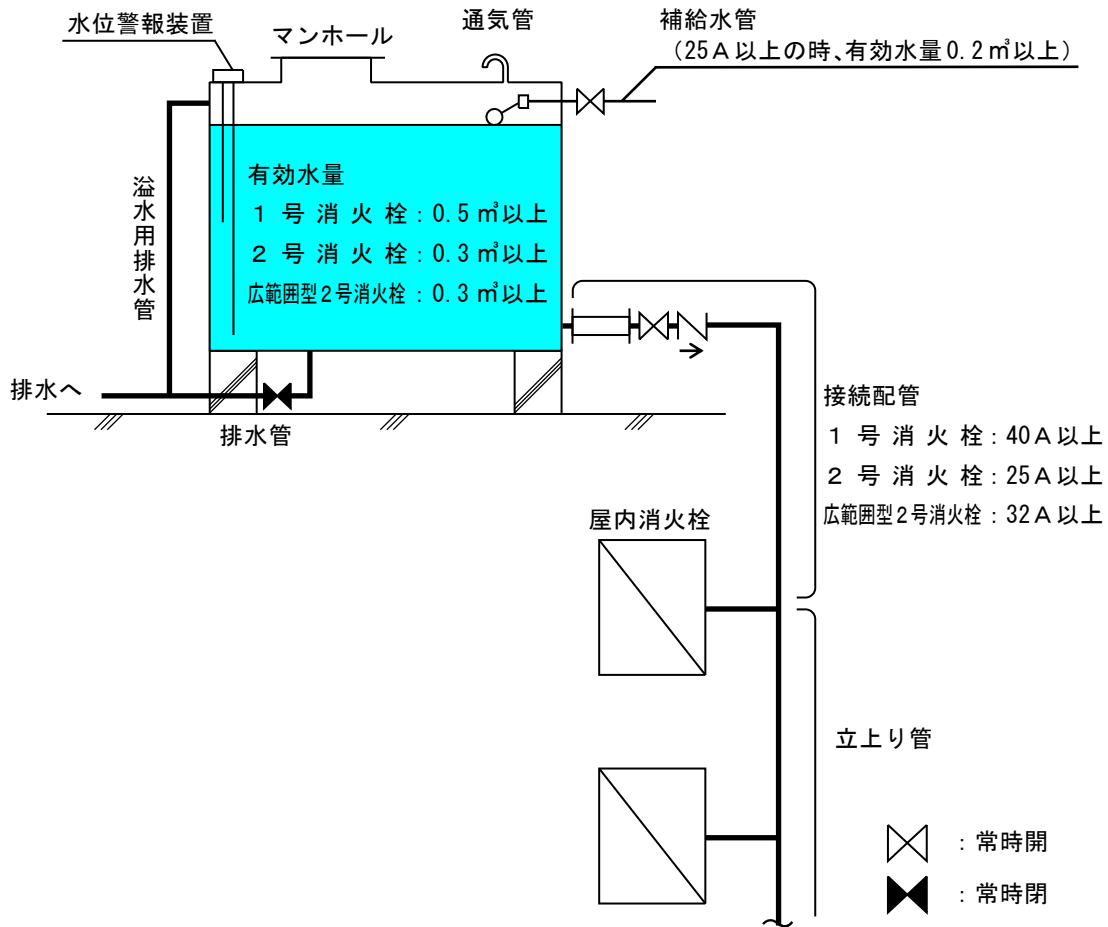 水位警報装置
マンホール
通気管
補給水管
（25Ａ以上の時、有効水量0.2㎥以上）
溢水用排水管
有効水量
１号消火栓：0.5㎥以上
２号消火栓：0.3㎥以上
広範囲型２号消火栓：0.3㎥以上
排水へ
排水管
接続配管
１号消火栓：40Ａ以上
２号消火栓：25Ａ以上
広範囲型２号消火栓：32Ａ以上
屋内消火栓
立上り管
：常時開
：常時閉